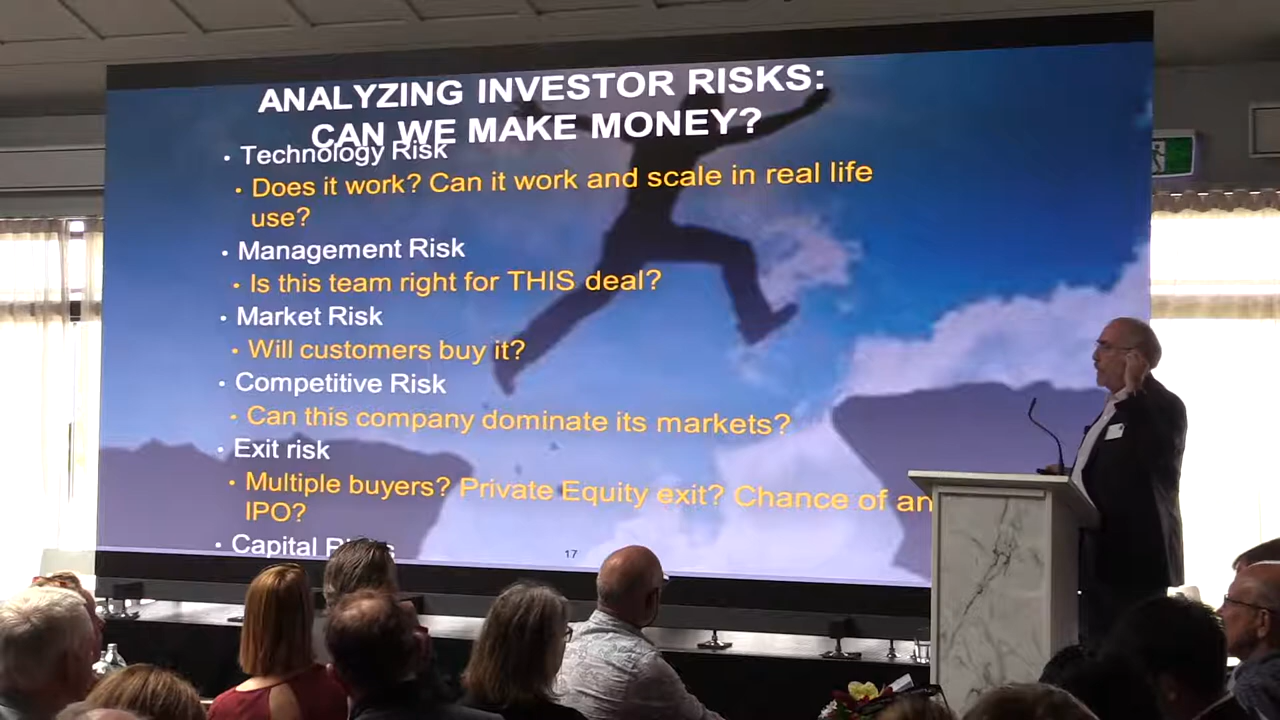 ANALYZING INVESTOR RISKS:
CAN WE MAKE MONEY?
• Technology Risk
• Does it work? Can it work and scale in real life
use?
• Management Risk
• Is this team right for THIS deal?
• Market Risk
• Will customers buy it?
• Competitive Risk
• Can this company dominate its markets?
• Exit risk
• Multiple buyers? Private Equity exit? Chance of an
IPO?
• Capital
17